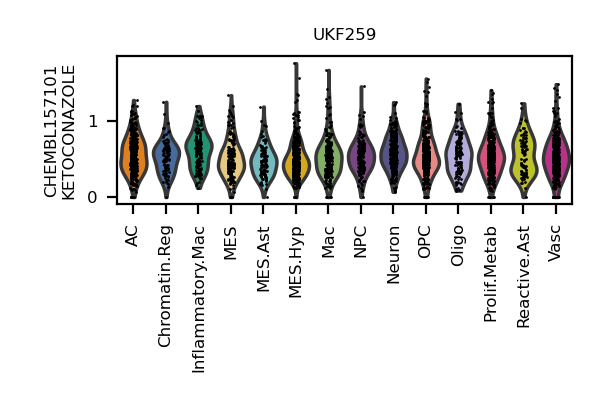 UKF259
CHEMBL157101
KETOCONAZOLE
1
0
AC
Chromatin.Reg
Inflammatory.Mac
MES
MES.Ast
MES.Hyp
Mac
NPC
Neuron
OPC
Oligo
Prolif.Metab
Reactive.Ast
Vasc